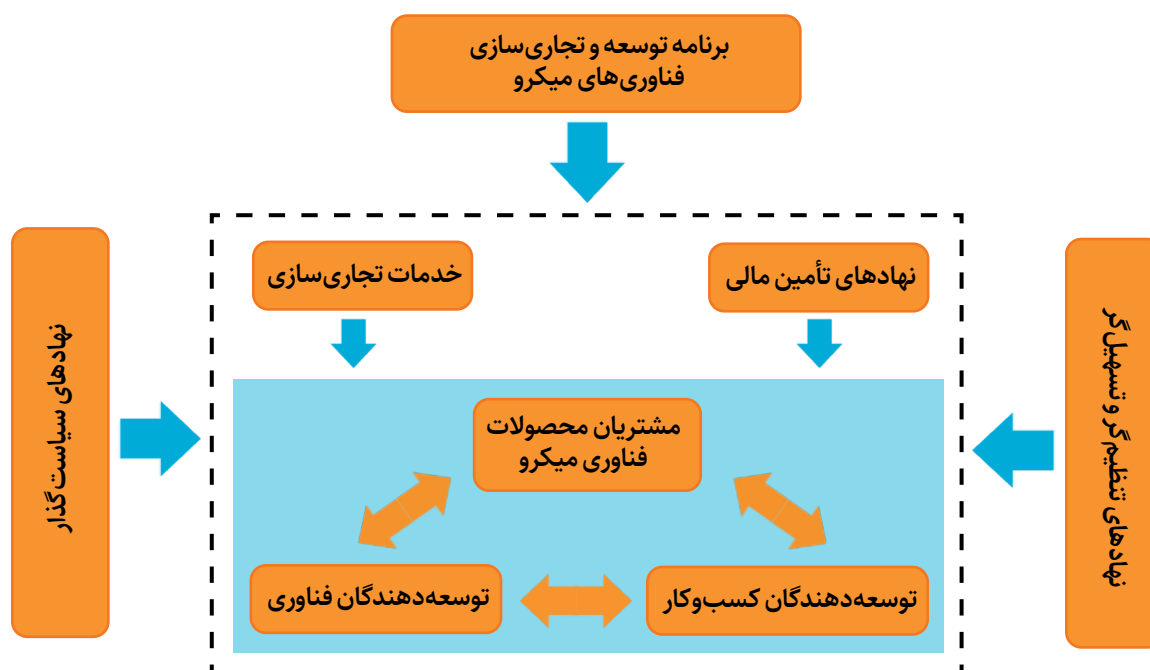 برنامه توسعه و تجاری‌سازی
فناوری‌های میکرو
نهادهای تأمین مالی
خدمات تجاری‌سازی
نهادهای تنظیم‌گر و تسهیل‌گر
مشتریان محصولات
فناوری میکرو
نهادهای سیاست‌گذار
توسعه‌دهندگان کسب‌وکار
توسعه‌دهندگان فناوری